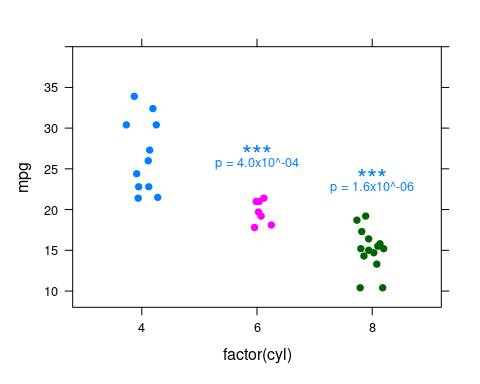 mpg
35
30
25
20
15
10
***
p = 4.0x10^-04
***
p = 1.6x10^-06
4
6
8
factor(cyl)